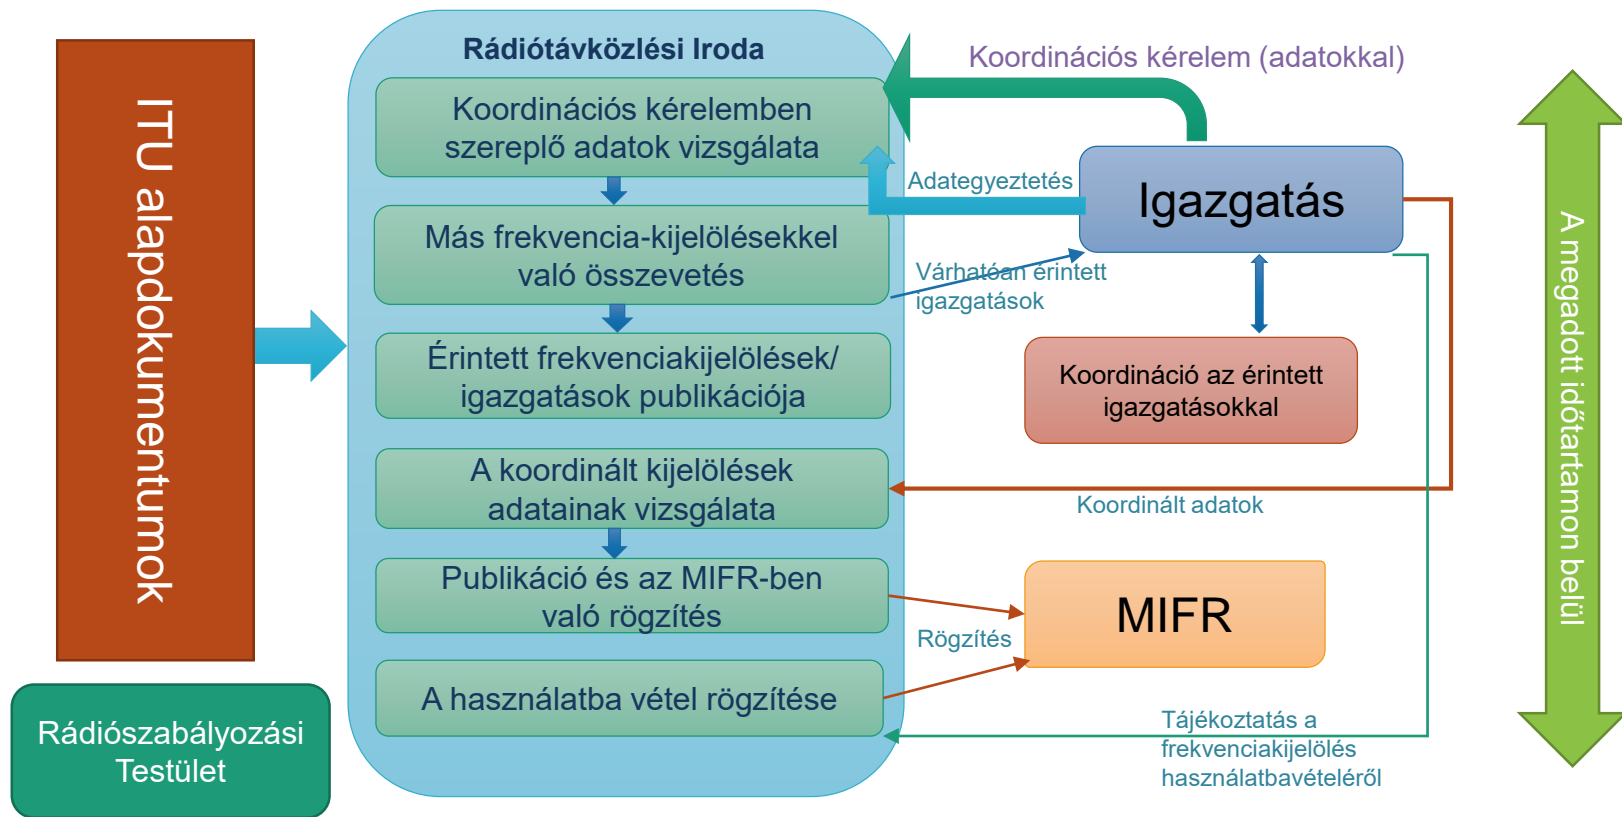 ITU alapdokumentumok
Rádiószabályozási
Testület
Rádiótávközlési Iroda
Koordinációs kérelemben
szereplő adatok vizsgálata
Más frekvencia-kijelölésekkel
való összevetés
Érintett frekvenciakijelölések/
igazgatások publikációja
A koordinált kijelölések
adatainak vizsgálata
Publikáció és az MIFR-ben
való rögzítés
A használatba vétel rögzítése
Koordinációs kérelem (adatokkal)
Adategyeztetés
Igazgatás
Várhatóan érintett
igazgatások
Koordináció az érintett
igazgatásokkal
Koordinált adatok
MIFR
Rögzítés
Tájékoztatás a
frekvenciakijelölés
használatbavételéről
A megadott időtartamon belül